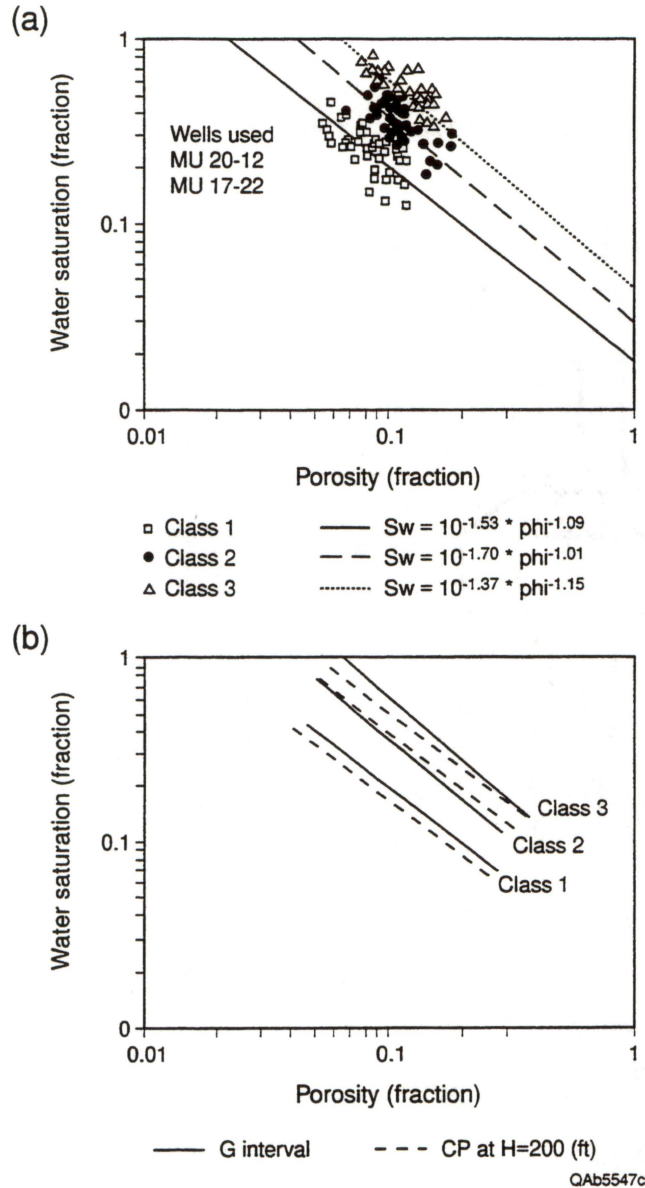 (a)
1
0.1
0
Water saturation (fraction)
Wells used
MU 20-12
MU 17-22
0.01 0.1 1
Porosity (fraction)
Class 1 Sw = 10^-1.53 * phi^-1.09
Class 2 Sw = 10^-1.70 * phi^-1.01
Class 3 Sw = 10^-1.37 * phi^-1.15
(b)
1
0.1
0
Water saturation (fraction)
Class 3
Class 2
Class 1
0.01 0.1 1
Porosity (fraction)
G interval CP at H=200 (ft)
QAb5547c